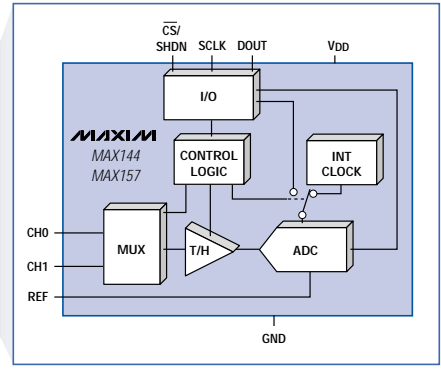 CS/
SHDN SCLK DOUT VDD
I/O
MAXIM
MAX144
MAX157
CONTROL
LOGIC
INT
CLOCK
CH0
MUX
T/H
ADC
CH1
REF
GND